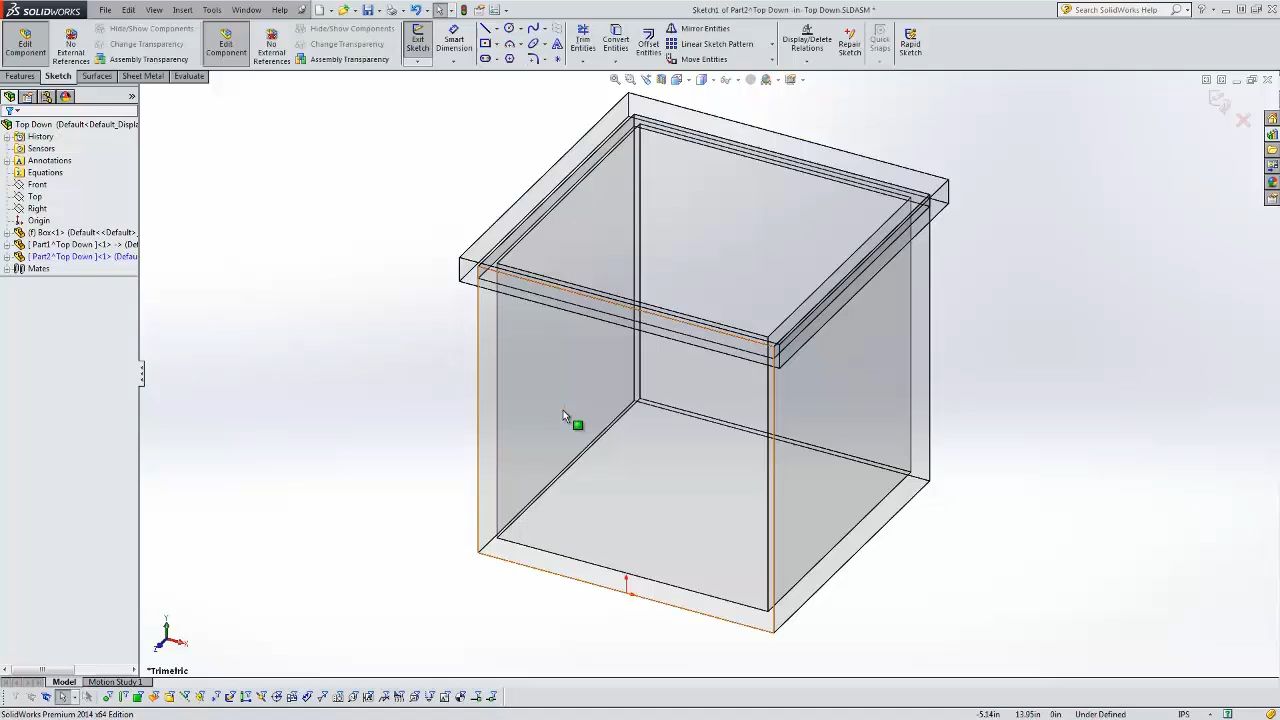 SOLIDWORKS
File
Edit
View
Insert
Tools
Window
Help
Sketch1 of Part2^Top Down -in- Top Down.SLDASM *
Search SolidWorks Help
Edit Component
No External References
Hide/Show Components
Change Transparency
Assembly Transparency
Edit Component
No External References
Hide/Show Components
Change Transparency
Assembly Transparency
Exit Sketch
Smart Dimension
Trim Entities
Convert Entities
Offset Entities
Mirror Entities
Linear Sketch Pattern
Move Entities
Display/Delete Relations
Repair Sketch
Quick Snaps
Rapid Sketch
Features
Sketch
Surfaces
Sheet Metal
Evaluate
Top Down (Default<Default_Displa
History
Sensors
Annotations
Equations
Front
Top
Right
Origin
(f) Box<1> (Default<<Default>_
[ Part1^Top Down ]<1> -> (Def
[ Part2^Top Down ]<1> (Defau
Mates
Y
X
Z
*Trimetric
Model
Motion Study 1
SolidWorks Premium 2014 x64 Edition
-5.14in
13.95in
0in
Under Defined
IPS